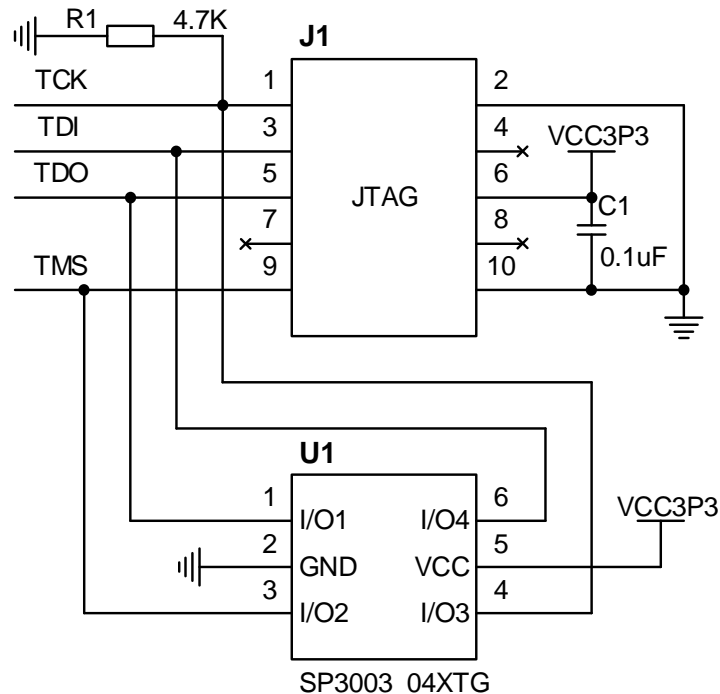 R1 4.7K
J1
TCK 1 2
TDI 3 4 VCC3P3
TDO 5 6
JTAG
C1
7 8
0.1uF
TMS 9 10
U1
1 I/O1 I/O4 6
VCC3P3
2 GND VCC 5
3 I/O2 I/O3 4
SP3003_04XTG